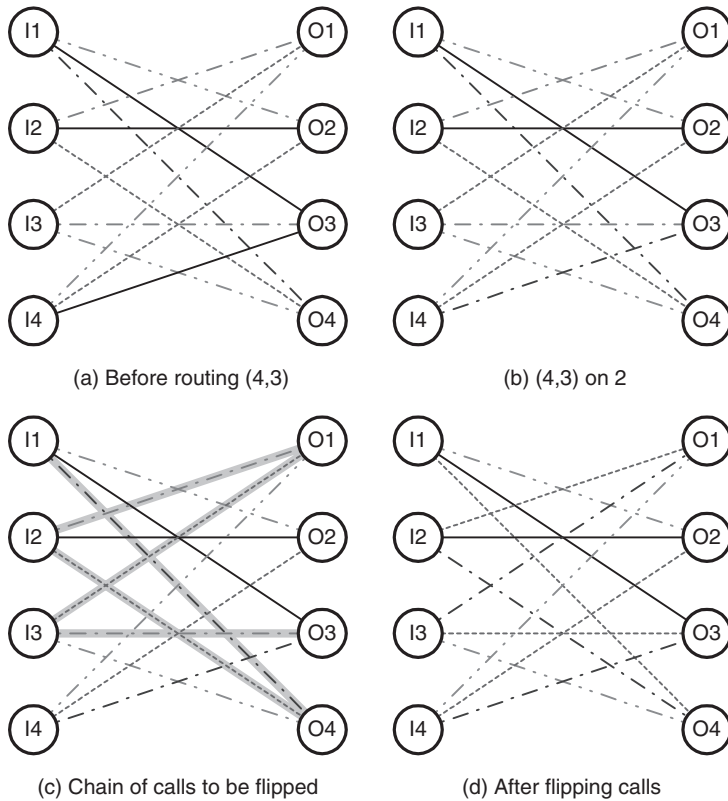 I1 O1 I1 O1
I2 O2 I2 O2
I3 O3 I3 O3
I4 O4 I4 O4
(a) Before routing (4,3) (b) (4,3) on 2
I1 O1 I1 O1
I2 O2 I2 O2
I3 O3 I3 O3
I4 O4 I4 O4
(c) Chain of calls to be flipped (d) After flipping calls